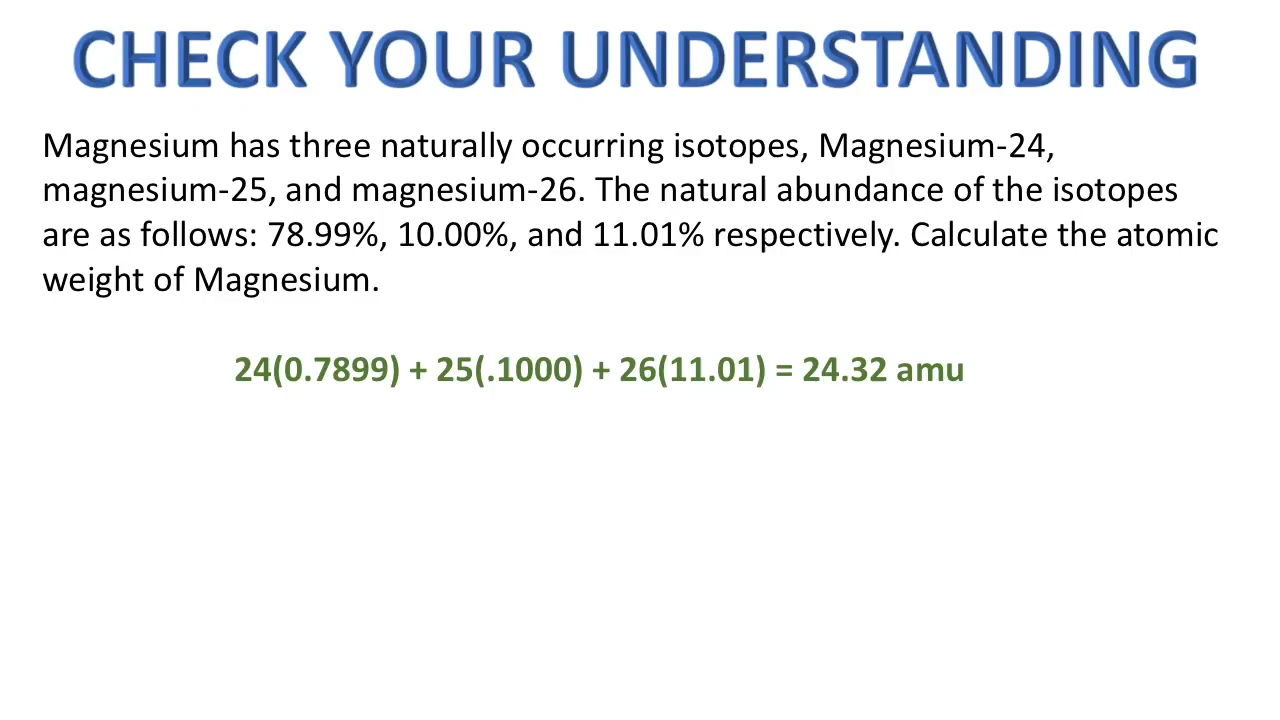 CHECK YOUR UNDERSTANDING
Magnesium has three naturally occurring isotopes, Magnesium-24,
magnesium-25, and magnesium-26. The natural abundance of the isotopes
are as follows: 78.99%, 10.00%, and 11.01% respectively. Calculate the atomic
weight of Magnesium.
24(0.7899) + 25(.1000) + 26(11.01) = 24.32 amu